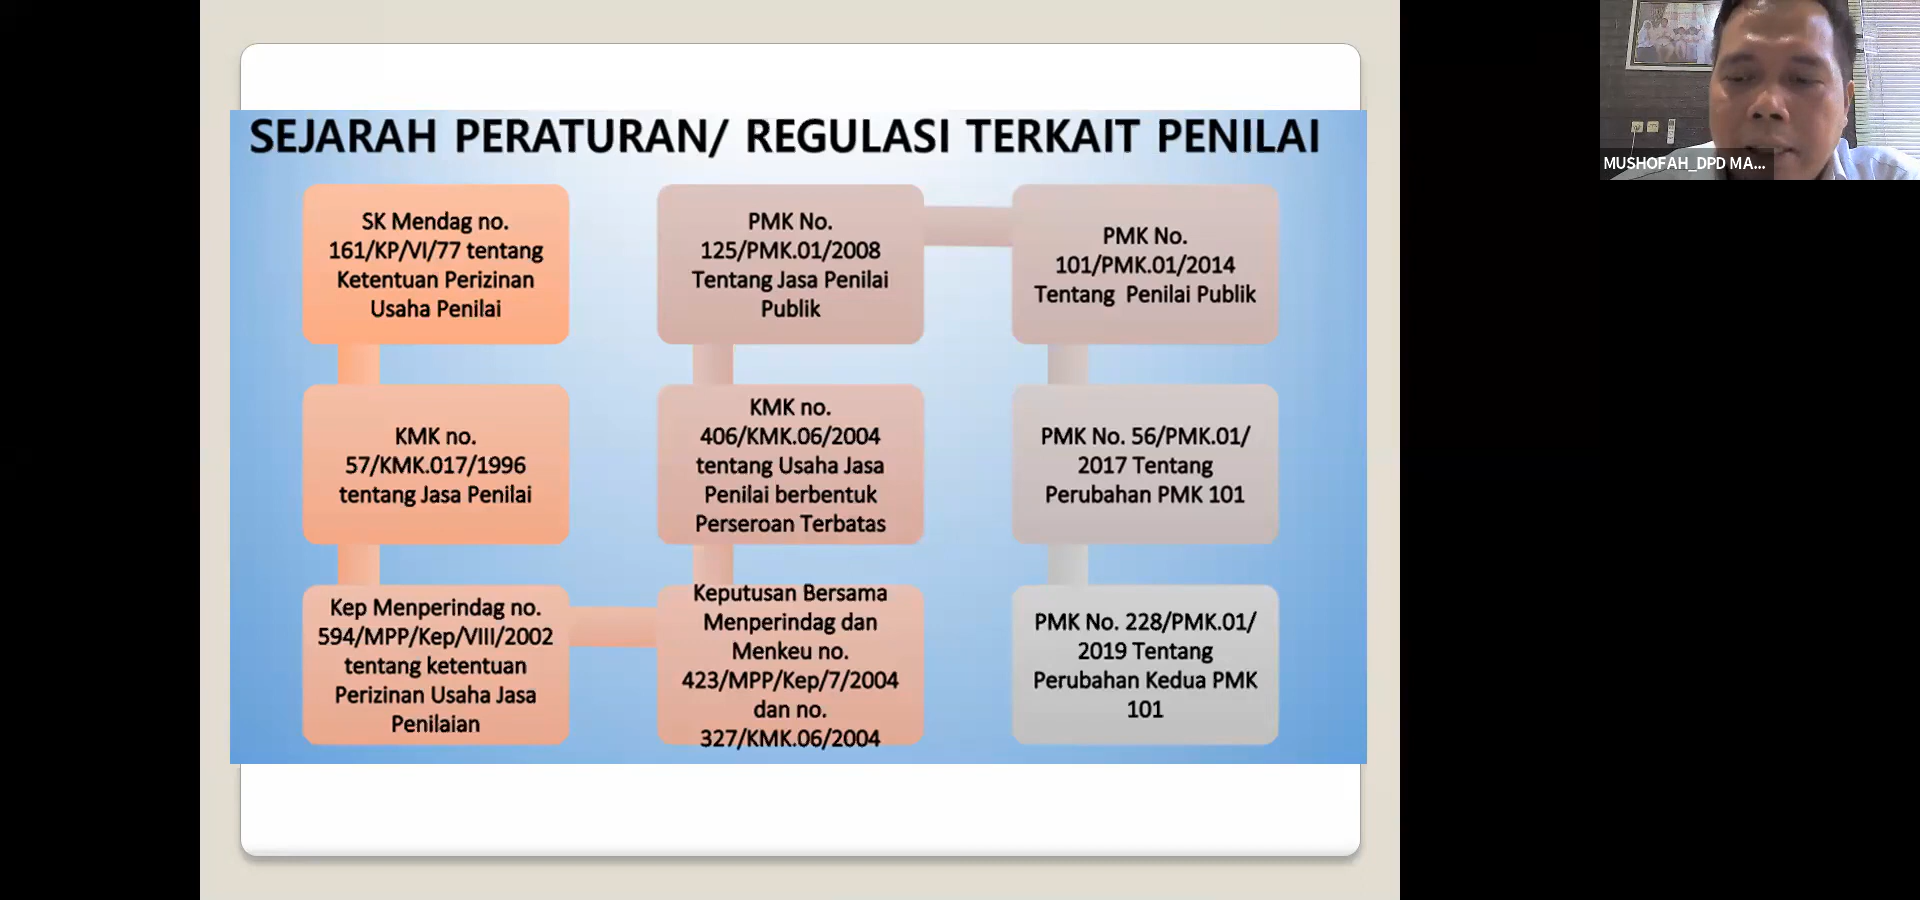 SEJARAH PERATURAN/ REGULASI TERKAIT PENILAI
SK Mendag no.
161/KP/VI/77 tentang
Ketentuan Perizinan
Usaha Penilai
KMK no.
57/KMK.017/1996
tentang Jasa Penilai
Kep Menperindag no.
594/MPP/Kep/VIII/2002
tentang ketentuan
Perizinan Usaha Jasa
Penilaian
Keputusan Bersama
Menperindag dan
Menkeu no.
423/MPP/Kep/7/2004
dan no.
327/KMK.06/2004
KMK no.
406/KMK.06/2004
tentang Usaha Jasa
Penilai berbentuk
Perseroan Terbatas
PMK No.
125/PMK.01/2008
Tentang Jasa Penilai
Publik
PMK No.
101/PMK.01/2014
Tentang Penilai Publik
PMK No. 56/PMK.01/
2017 Tentang
Perubahan PMK 101
PMK No. 228/PMK.01/
2019 Tentang
Perubahan Kedua PMK
101
MUSHOFAH_DPD MA...